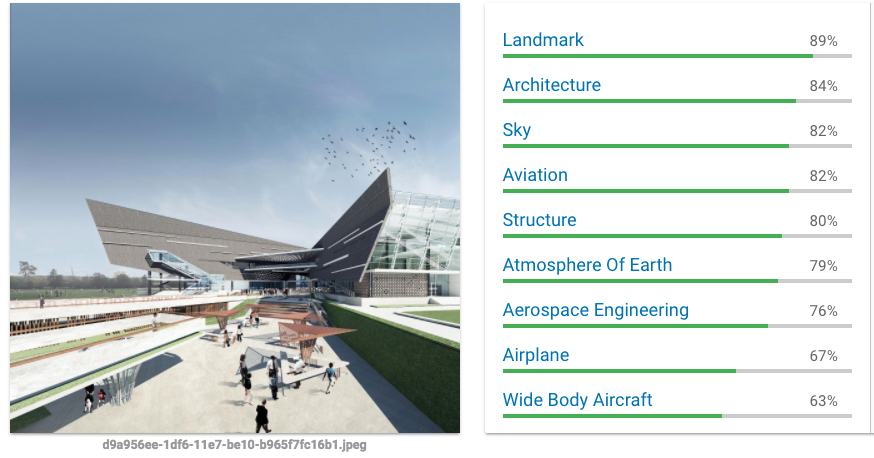 Landmark 89%
Architecture 84%
Sky 82%
Aviation 82%
Structure 80%
Atmosphere Of Earth 79%
Aerospace Engineering 76%
Airplane 67%
Wide Body Aircraft 63%
d9a956ee-1df6-11e7-be10-b965f7fc16b1.jpeg